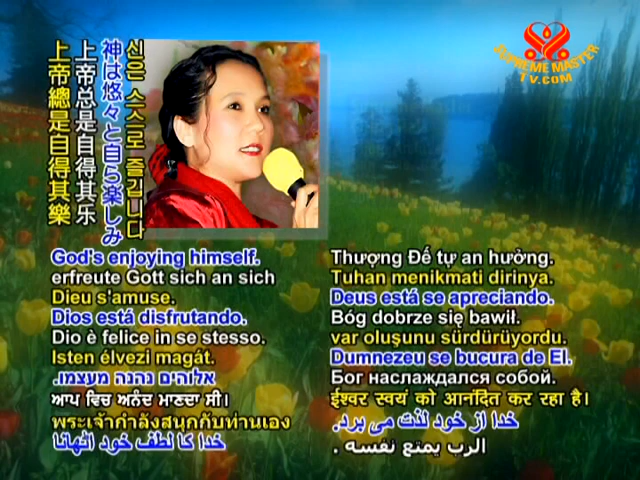 SUPREME MASTER
TV.COM
上帝總是自得其樂
上帝总是自得其乐
神は悠々と自ら楽しみ
신은 스스로 즐깁니다
God's enjoying himself.
erfreute Gott sich an sich
Dieu s'amuse.
Dios está disfrutando.
Dio è felice in se stesso.
Isten élvezi magát.
אלוהים נהנה מעצמו.
ਆਪ ਵਿਚ ਅਨੰਦ ਮਾਣਦਾ ਸੀ।
พระเจ้ากำลังสนุกกับท่านเอง
خدا کا لطف خود اٹھانا
Thượng Đế tự an hưởng.
Tuhan menikmati dirinya.
Deus está se apreciando.
Bóg dobrze się bawił.
var oluşunu sürdürüyordu.
Dumnezeu se bucura de El.
Бог наслаждался собой.
ईश्वर स्वयं को आनंदित कर रहा है।
خدا از خود لذت می برد.
الرب يمتع نفسه .